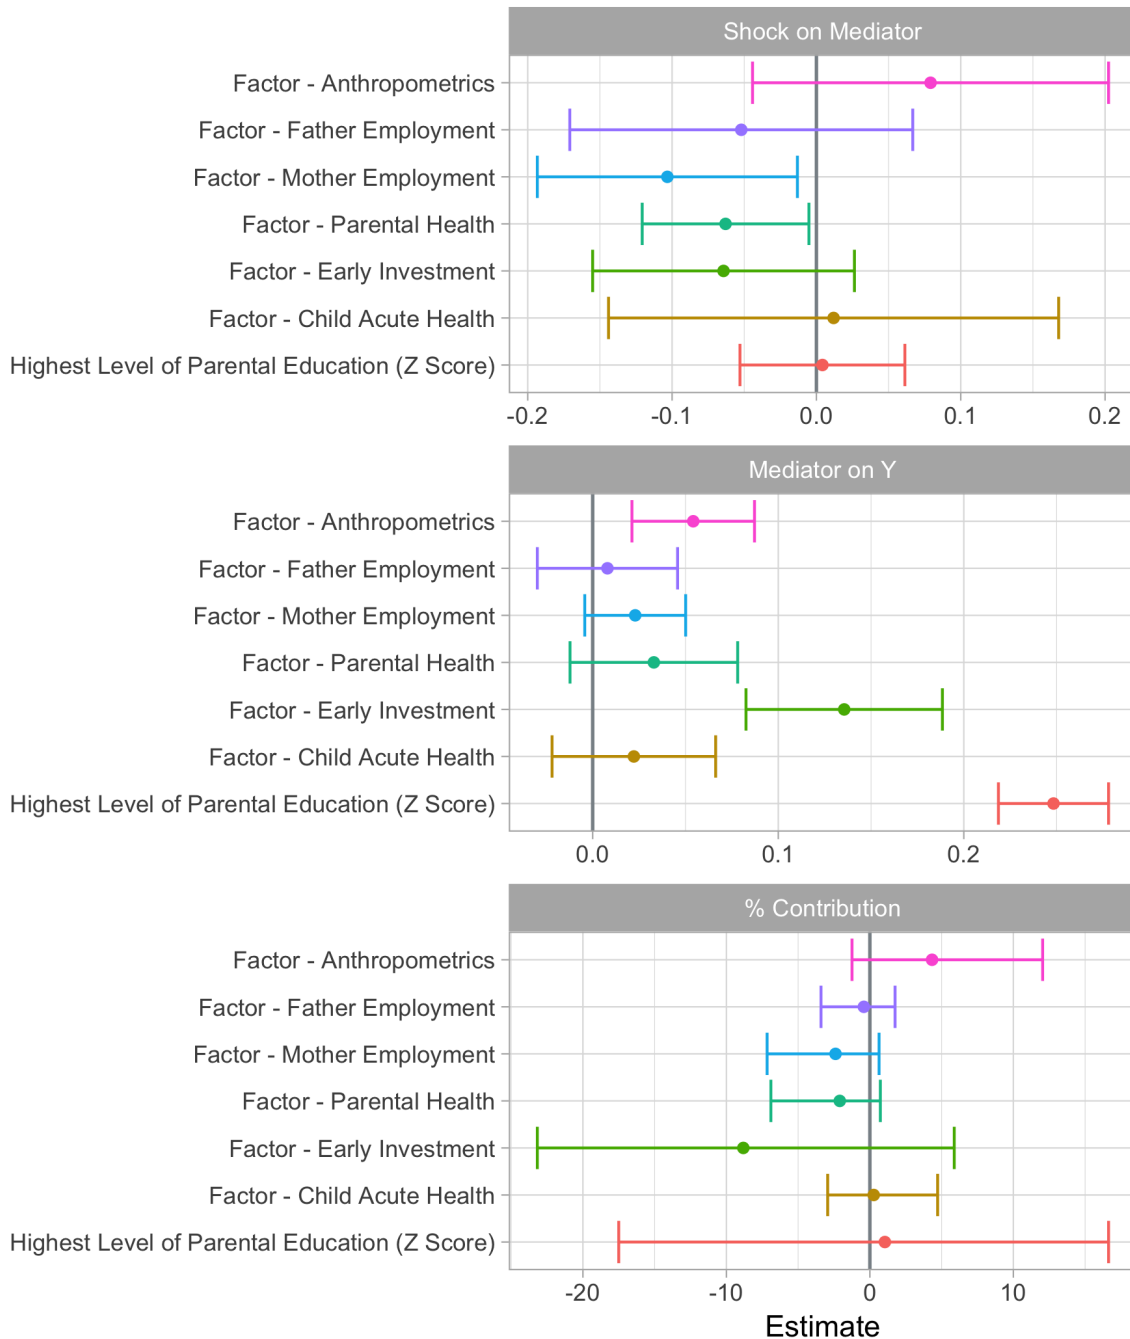 Shock on Mediator
Factor - Anthropometrics
Factor - Father Employment
Factor - Mother Employment
Factor - Parental Health
Factor - Early Investment
Factor - Child Acute Health
Highest Level of Parental Education (Z Score)
-0.2 -0.1 0.0 0.1 0.2
Mediator on Y
Factor - Anthropometrics
Factor - Father Employment
Factor - Mother Employment
Factor - Parental Health
Factor - Early Investment
Factor - Child Acute Health
Highest Level of Parental Education (Z Score)
0.0 0.1 0.2
% Contribution
Factor - Anthropometrics
Factor - Father Employment
Factor - Mother Employment
Factor - Parental Health
Factor - Early Investment
Factor - Child Acute Health
Highest Level of Parental Education (Z Score)
-20 -10 0 10
Estimate